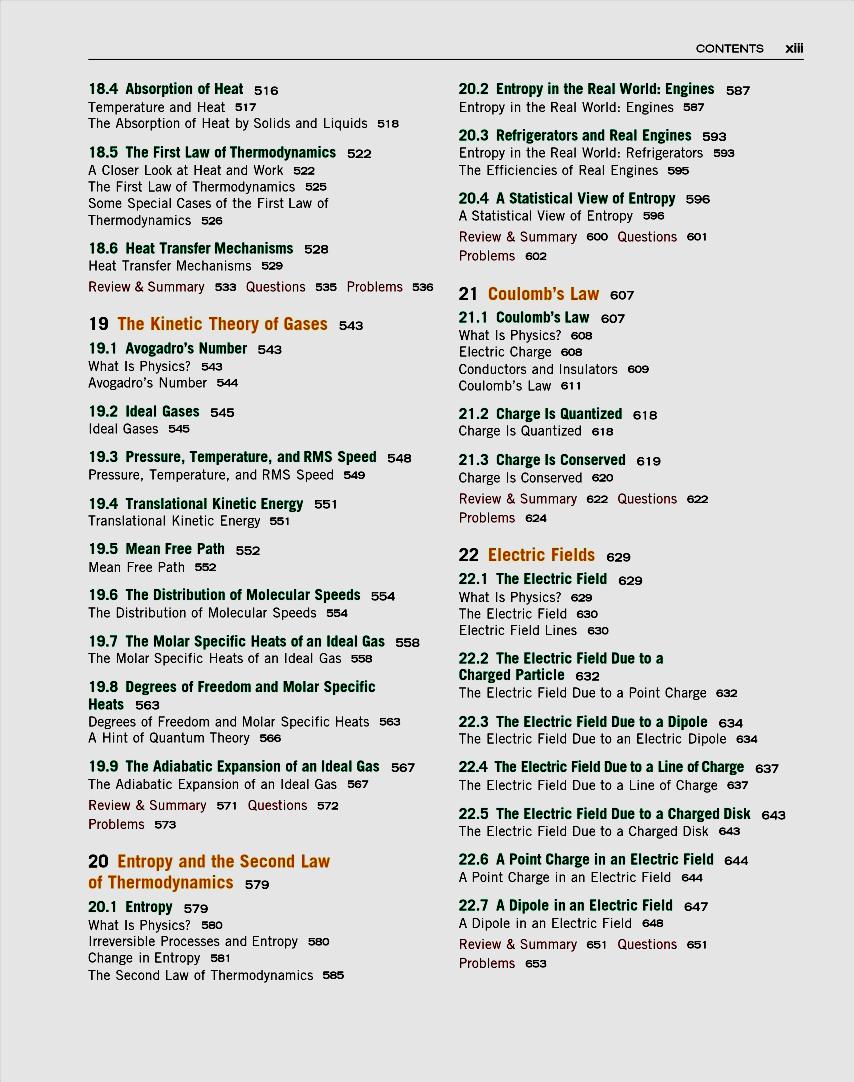 CONTENTS xiii
18.4 Absorption of Heat 516
Temperature and Heat 517
The Absorption of Heat by Solids and Liquids 518
18.5 The First Law of Thermodynamics 522
A Closer Look at Heat and Work 522
The First Law of Thermodynamics 525
Some Special Cases of the First Law of
Thermodynamics 526
18.6 Heat Transfer Mechanisms 528
Heat Transfer Mechanisms 529
Review & Summary 533 Questions 535 Problems 536
19 The Kinetic Theory of Gases 543
19.1 Avogadro's Number 543
What Is Physics? 543
Avogadro's Number 544
19.2 Ideal Gases 545
Ideal Gases 545
19.3 Pressure, Temperature, and RMS Speed 548
Pressure, Temperature, and RMS Speed 549
19.4 Translational Kinetic Energy 551
Translational Kinetic Energy 551
19.5 Mean Free Path 552
Mean Free Path 552
19.6 The Distribution of Molecular Speeds 554
The Distribution of Molecular Speeds 554
19.7 The Molar Specific Heats of an Ideal Gas 558
The Molar Specific Heats of an Ideal Gas 558
19.8 Degrees of Freedom and Molar Specific
Heats 563
Degrees of Freedom and Molar Specific Heats 563
A Hint of Quantum Theory 566
19.9 The Adiabatic Expansion of an Ideal Gas 567
The Adiabatic Expansion of an Ideal Gas 567
Review & Summary 571 Questions 572
Problems 573
20 Entropy and the Second Law
of Thermodynamics 579
20.1 Entropy 579
What Is Physics? 580
Irreversible Processes and Entropy 580
Change in Entropy 581
The Second Law of Thermodynamics 585
20.2 Entropy in the Real World: Engines 587
Entropy in the Real World: Engines 587
20.3 Refrigerators and Real Engines 593
Entropy in the Real World: Refrigerators 593
The Efficiencies of Real Engines 595
20.4 A Statistical View of Entropy 596
A Statistical View of Entropy 596
Review & Summary 600 Questions 601
Problems 602
21 Coulomb's Law 607
21.1 Coulomb's Law 607
What Is Physics? 608
Electric Charge 608
Conductors and Insulators 609
Coulomb's Law 611
21.2 Charge Is Quantized 618
Charge Is Quantized 618
21.3 Charge Is Conserved 619
Charge Is Conserved 620
Review & Summary 622 Questions 622
Problems 624
22 Electric Fields 629
22.1 The Electric Field 629
What Is Physics? 629
The Electric Field 630
Electric Field Lines 630
22.2 The Electric Field Due to a
Charged Particle 632
The Electric Field Due to a Point Charge 632
22.3 The Electric Field Due to a Dipole 634
The Electric Field Due to an Electric Dipole 634
22.4 The Electric Field Due to a Line of Charge 637
The Electric Field Due to a Line of Charge 637
22.5 The Electric Field Due to a Charged Disk 643
The Electric Field Due to a Charged Disk 643
22.6 A Point Charge in an Electric Field 644
A Point Charge in an Electric Field 644
22.7 A Dipole in an Electric Field 647
A Dipole in an Electric Field 648
Review & Summary 651 Questions 651
Problems 653